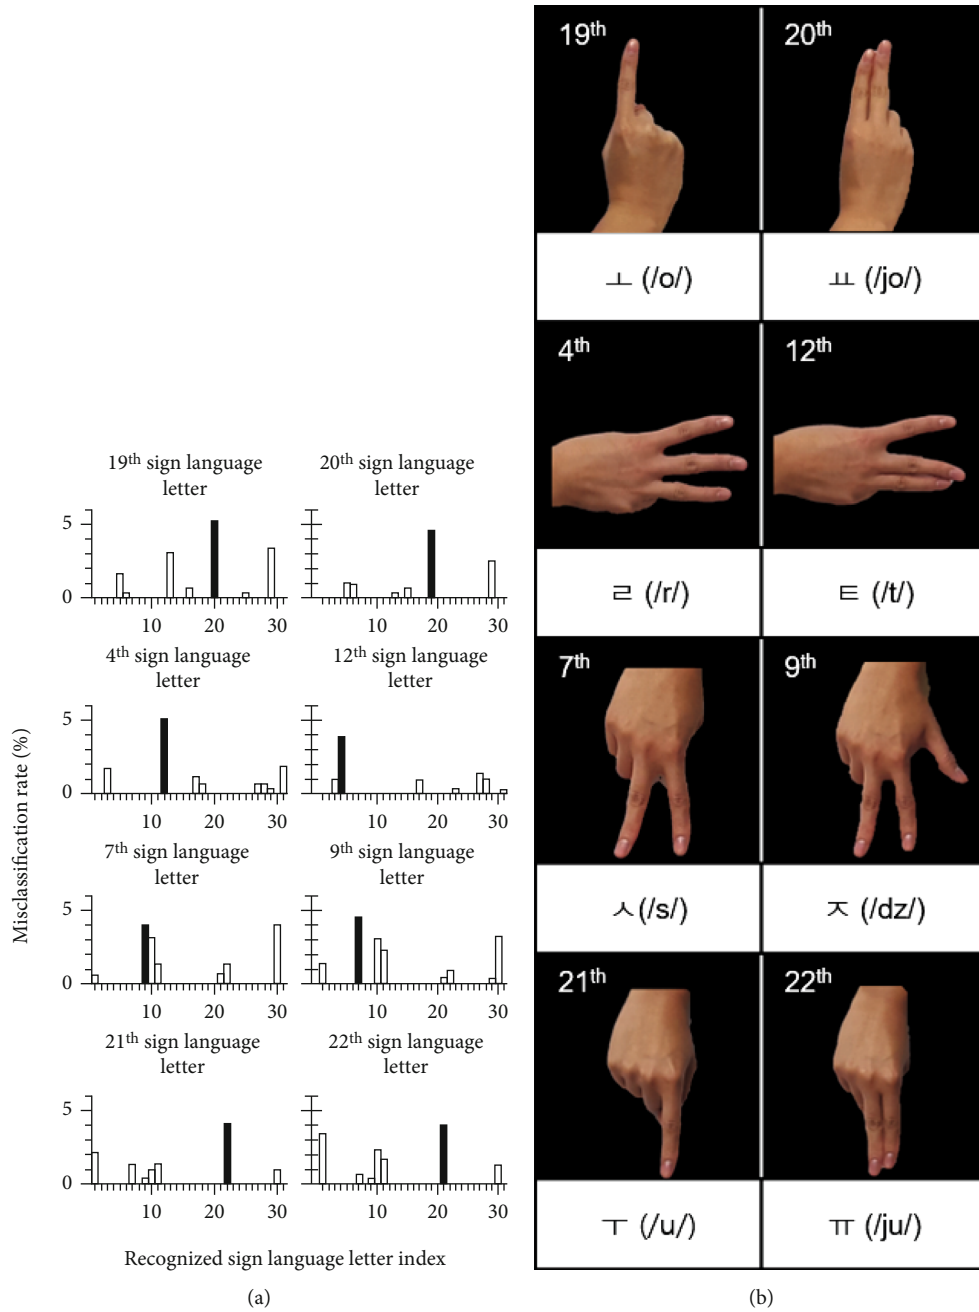 19th sign language
letter
20th sign language
letter
5
0
10
20
30
10
20
30
4th sign language
letter
12th sign language
letter
5
0
10
20
30
10
20
30
7th sign language
letter
9th sign language
letter
5
0
10
20
30
10
20
30
21th sign language
letter
22th sign language
letter
5
0
10
20
30
10
20
30
Misclassification rate (%)
Recognized sign language letter index
(a)
19th
20th
ㅗ (/o/)
ㅛ (/jo/)
4th
12th
ㄹ (/r/)
ㅌ (/t/)
7th
9th
ㅅ(/s/)
ㅈ (/dz/)
21th
22th
ㅜ (/u/)
ㅠ (/ju/)
(b)